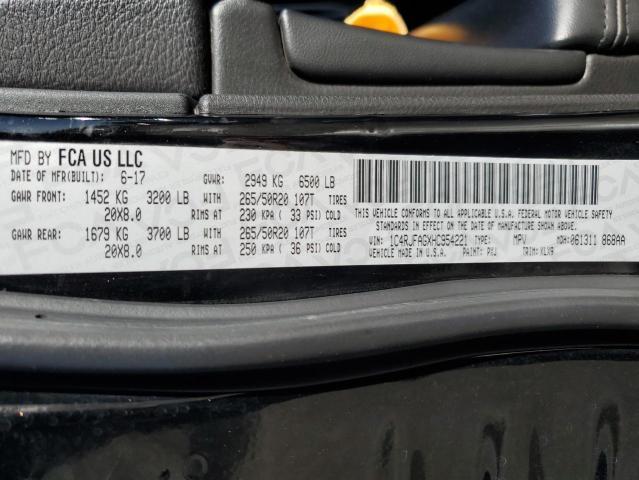 MFD BY FCA US LLC
DATE OF MFR(BUILT): 6-17 GVWR: 2949 KG 6500 LB
GAWR FRONT: 1452 KG 3200 LB WITH 265/50R20 107T TIRES
20X8.0 RIMS AT 230 KPA ( 33 PSI) COLD
GAWR REAR: 1679 KG 3700 LB WITH 265/50R20 107T TIRES
20X8.0 RIMS AT 250 KPA ( 36 PSI) COLD
THIS VEHICLE CONFORMS TO ALL APPLICABLE U.S.A. FEDERAL MOTOR VEHICLE SAFETY
STANDARDS IN EFFECT ON THE DATE OF MANUFACTURE SHOWN ABOVE.
VIN: 1C4RJFAGXHC954221 TYPE: MPV MDH: 061311 868AA
VEHICLE MADE IN U.S.A. PAINT: PXJ TRIM: XLX9